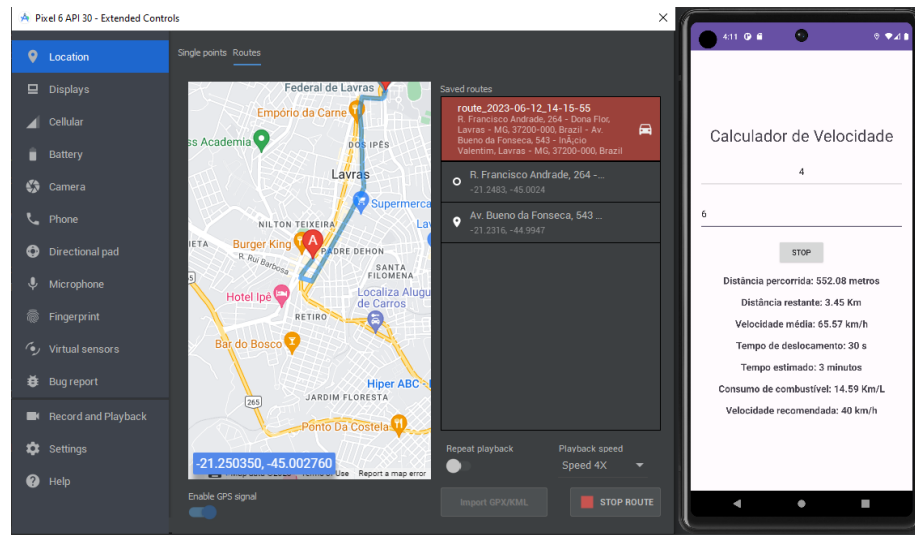 Pixel 6 API 30 - Extended Controls
Location
Displays
Cellular
Battery
Camera
Phone
Directional pad
Microphone
Fingerprint
Virtual sensors
Bug report
Record and Playback
Settings
Help
Single points Routes
Federal de Lavras
Empório da Carne
ss Academia
DOS IPÊS
Lavras
Supermerca
NILTON TEIXEIRA
Lav
IETA
Burger King
A
PADRE DEHON
R. Rui Barbosa
SANTA
FILOMENA
Hotel Ipê
Localiza Alugu
de Carros
RETIRO
Bar do Bosco
Hiper ABC -
JARDIM FLORESTA
265
Ponto Da Costela
-21.250350, -45.002760
Use Report a map error
Enable GPS signal
Saved routes
route_2023-06-12_14-15-55
R. Francisco Andrade, 264 - Dona Flor,
Lavras - MG, 37200-000, Brazil - Av.
Bueno da Fonseca, 543 - InÃ¡cio
Valentim, Lavras - MG, 37200-000, Brazil
R. Francisco Andrade, 264 -...
-21.2483, -45.0024
Av. Bueno da Fonseca, 543 ...
-21.2316, -44.9947
Repeat playback
Playback speed
Speed 4X
Import GPX/KML
STOP ROUTE
4:11
Calculador de Velocidade
4
6
STOP
Distância percorrida: 552.08 metros
Distância restante: 3.45 Km
Velocidade média: 65.57 km/h
Tempo de deslocamento: 30 s
Tempo estimado: 3 minutos
Consumo de combustível: 14.59 Km/L
Velocidade recomendada: 40 km/h